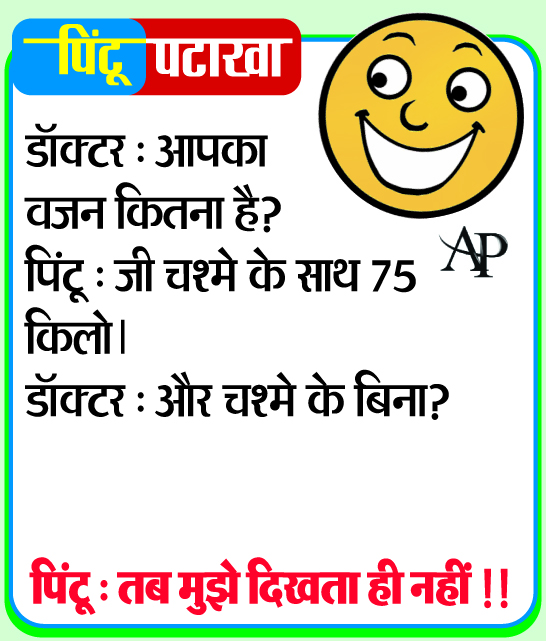 पिंटू पटाखा
डॉक्टर : आपका
वजन कितना है?
AP
पिंटू : जी चश्मे के साथ 75
किलो।
डॉक्टर : और चश्मे के बिना?
पिंटू : तब मुझे दिखता ही नहीं !!